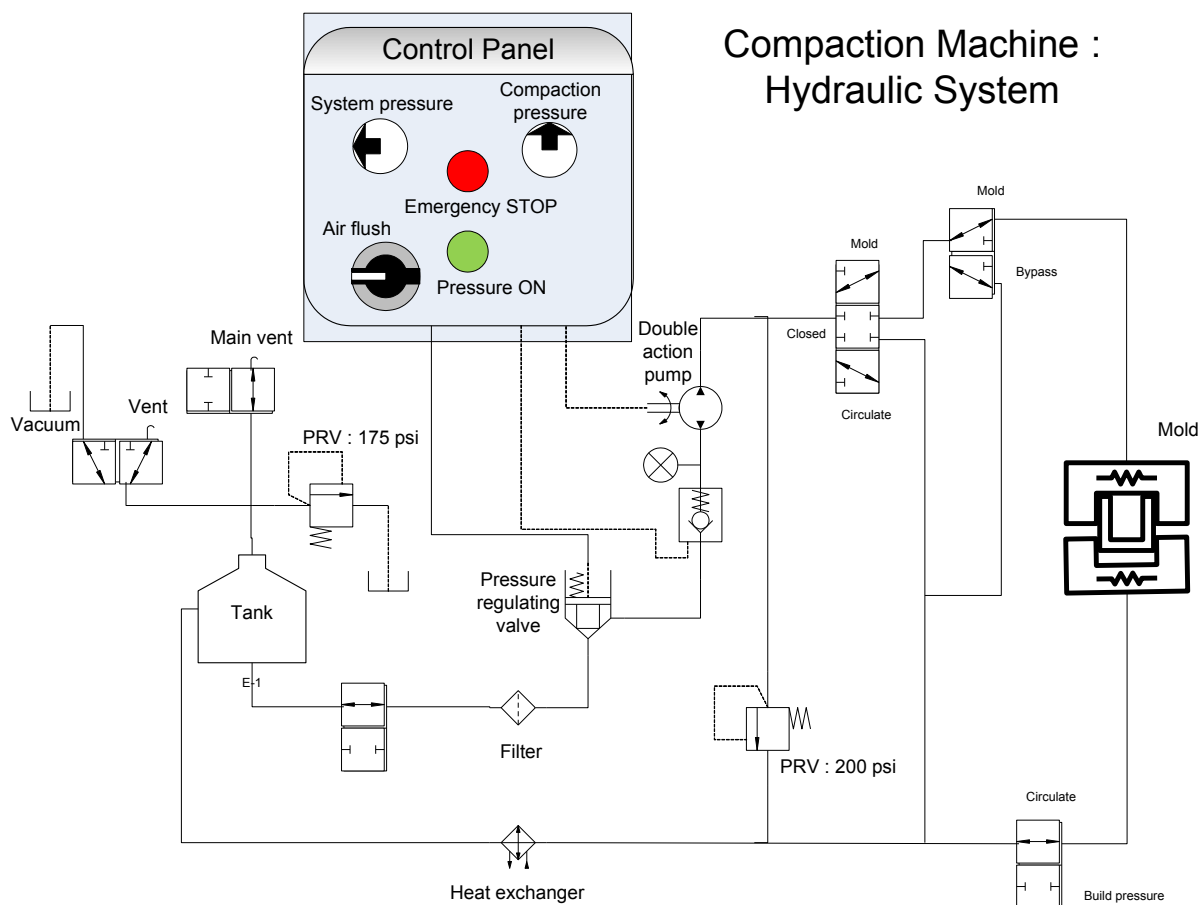 Compaction Machine :
Hydraulic System
Control Panel
System pressure
Compaction
pressure
Emergency STOP
Air flush
Pressure ON
Mold
Mold
Bypass
Closed
Circulate
Double
action
pump
Main vent
Vent
Vacuum
PRV : 175 psi
Mold
Pressure
regulating
valve
Tank
E-1
Filter
PRV : 200 psi
Circulate
Heat exchanger
Build pressure